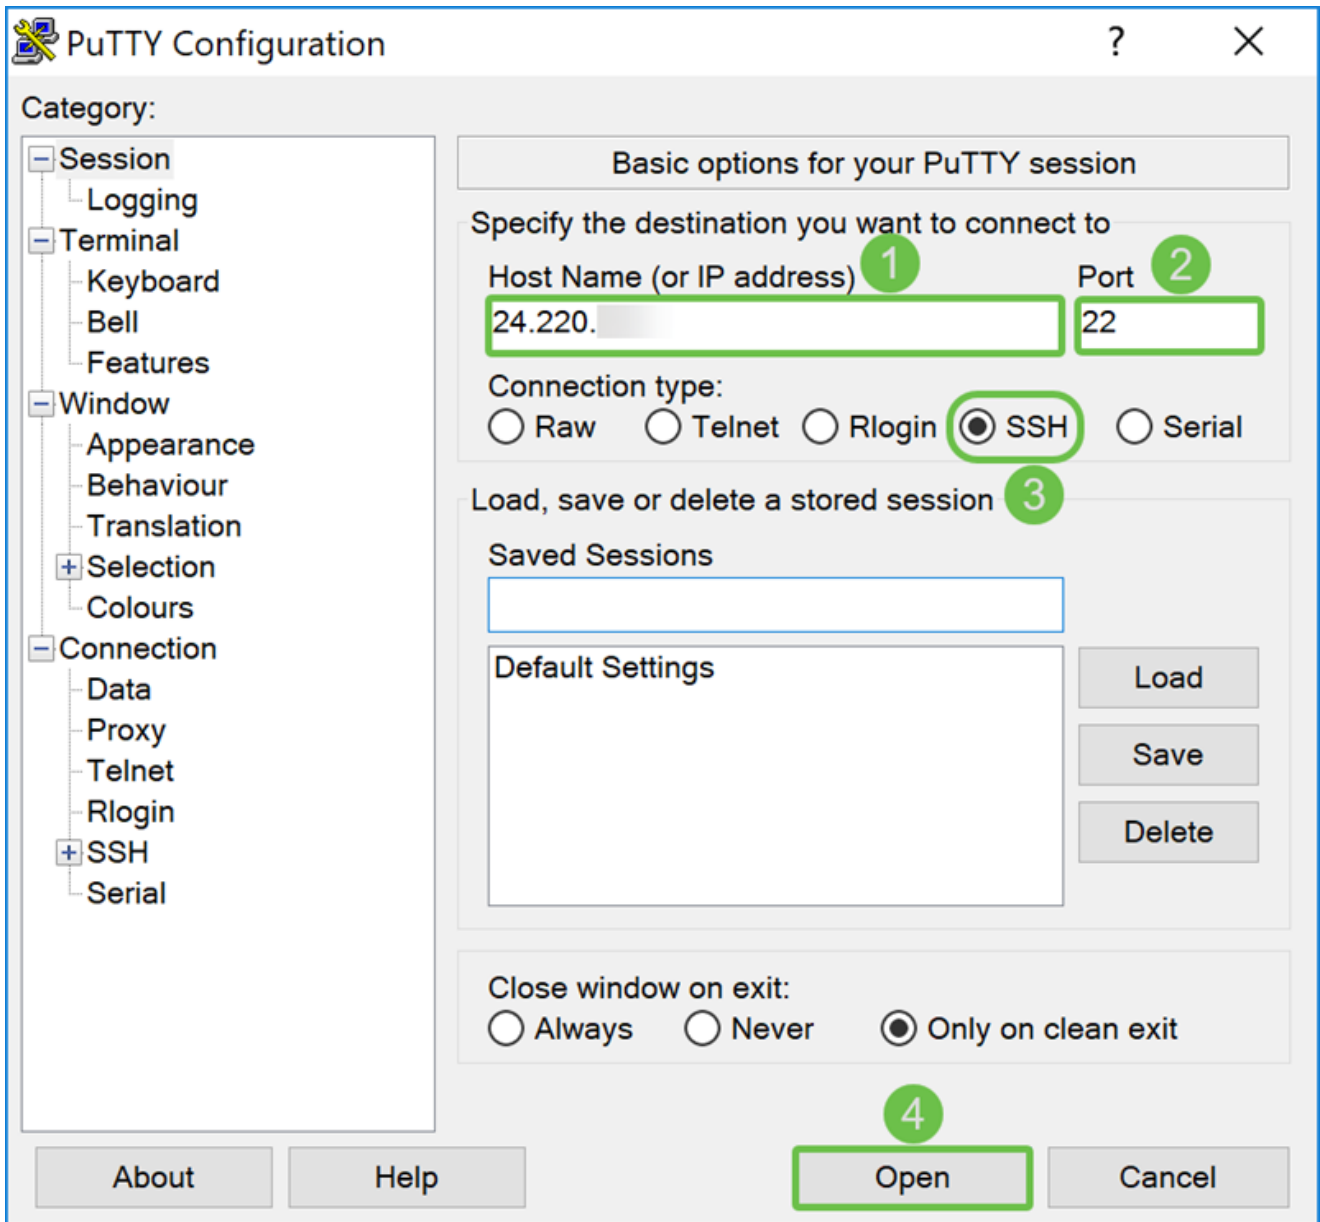 PuTTY Configuration
?
Category:
Session
Logging
Terminal
Keyboard
Bell
Features
Window
Appearance
Behaviour
Translation
Selection
Colours
Connection
Data
Proxy
Telnet
Rlogin
SSH
Serial
Basic options for your PuTTY session
Specify the destination you want to connect to
Host Name (or IP address) 1 Port 2
24.220. 22
Connection type:
Raw Telnet Rlogin SSH Serial
3
Load, save or delete a stored session
Saved Sessions
Default Settings
Load
Save
Delete
Close window on exit:
Always Never Only on clean exit
4
About Help Open Cancel